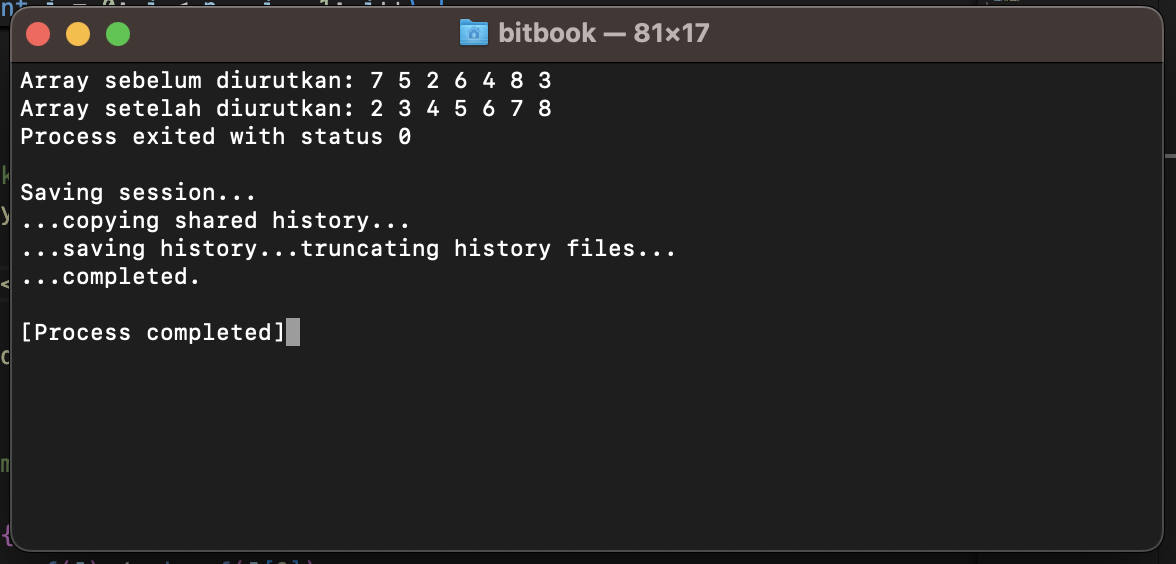 bitbook — 81×17
Array sebelum diurutkan: 7 5 2 6 4 8 3
Array setelah diurutkan: 2 3 4 5 6 7 8
Process exited with status 0
Saving session...
...copying shared history...
...saving history...truncating history files...
...completed.
[Process completed]